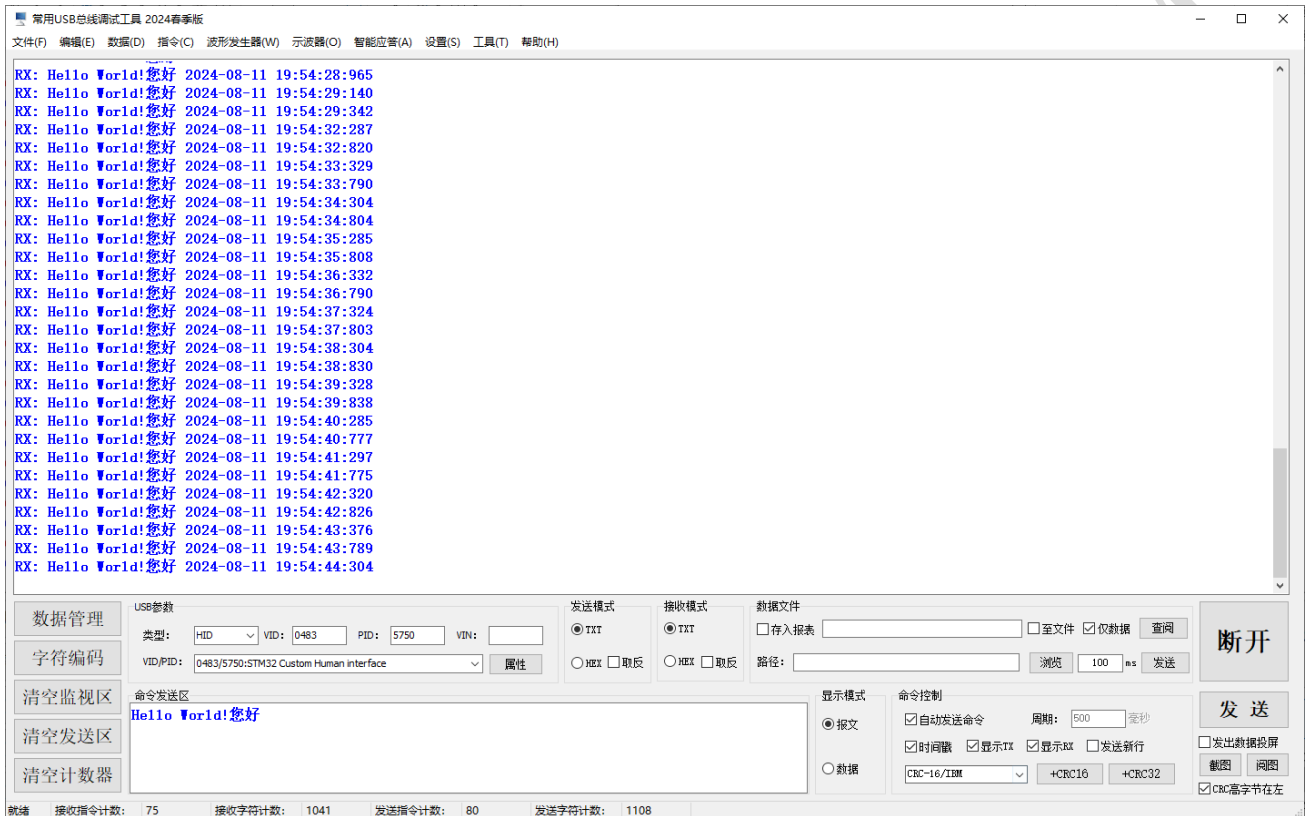 常用USB总线调试工具 2024春季版
文件(F) 编辑(E) 数据(D) 指令(C) 波形发生器(W) 示波器(O) 智能应答(A) 设置(S) 工具(T) 帮助(H)
RX: Hello World!您好 2024-08-11 19:54:28:965
RX: Hello World!您好 2024-08-11 19:54:29:140
RX: Hello World!您好 2024-08-11 19:54:29:342
RX: Hello World!您好 2024-08-11 19:54:32:287
RX: Hello World!您好 2024-08-11 19:54:32:820
RX: Hello World!您好 2024-08-11 19:54:33:329
RX: Hello World!您好 2024-08-11 19:54:33:790
RX: Hello World!您好 2024-08-11 19:54:34:304
RX: Hello World!您好 2024-08-11 19:54:34:804
RX: Hello World!您好 2024-08-11 19:54:35:285
RX: Hello World!您好 2024-08-11 19:54:35:808
RX: Hello World!您好 2024-08-11 19:54:36:332
RX: Hello World!您好 2024-08-11 19:54:36:790
RX: Hello World!您好 2024-08-11 19:54:37:324
RX: Hello World!您好 2024-08-11 19:54:37:803
RX: Hello World!您好 2024-08-11 19:54:38:304
RX: Hello World!您好 2024-08-11 19:54:38:830
RX: Hello World!您好 2024-08-11 19:54:39:328
RX: Hello World!您好 2024-08-11 19:54:39:838
RX: Hello World!您好 2024-08-11 19:54:40:285
RX: Hello World!您好 2024-08-11 19:54:40:777
RX: Hello World!您好 2024-08-11 19:54:41:297
RX: Hello World!您好 2024-08-11 19:54:41:775
RX: Hello World!您好 2024-08-11 19:54:42:320
RX: Hello World!您好 2024-08-11 19:54:42:826
RX: Hello World!您好 2024-08-11 19:54:43:376
RX: Hello World!您好 2024-08-11 19:54:43:789
RX: Hello World!您好 2024-08-11 19:54:44:304
数据管理
字符编码
清空监视区
清空发送区
清空计数器
USB参数
类型: HID VID: 0483 PID: 5750 VIN:
VID/PID: 0483/5750:STM32 Custom Human interface 属性
发送模式
TXT
HEX 取反
接收模式
TXT
HEX 取反
数据文件
存入报表 至文件 仅数据 查阅
路径: 浏览 100 ms 发送
断开
命令发送区
Hello World!您好
显示模式
报文
数据
命令控制
自动发送命令 周期: 500 毫秒
时间戳 显示TX 显示RX 发送新行
CRC-16/IBM +CRC16 +CRC32
发 送
发出数据投屏
截图 阅图
CRC高字节在左
就绪 接收指令计数: 75 接收字符计数: 1041 发送指令计数: 80 发送字符计数: 1108